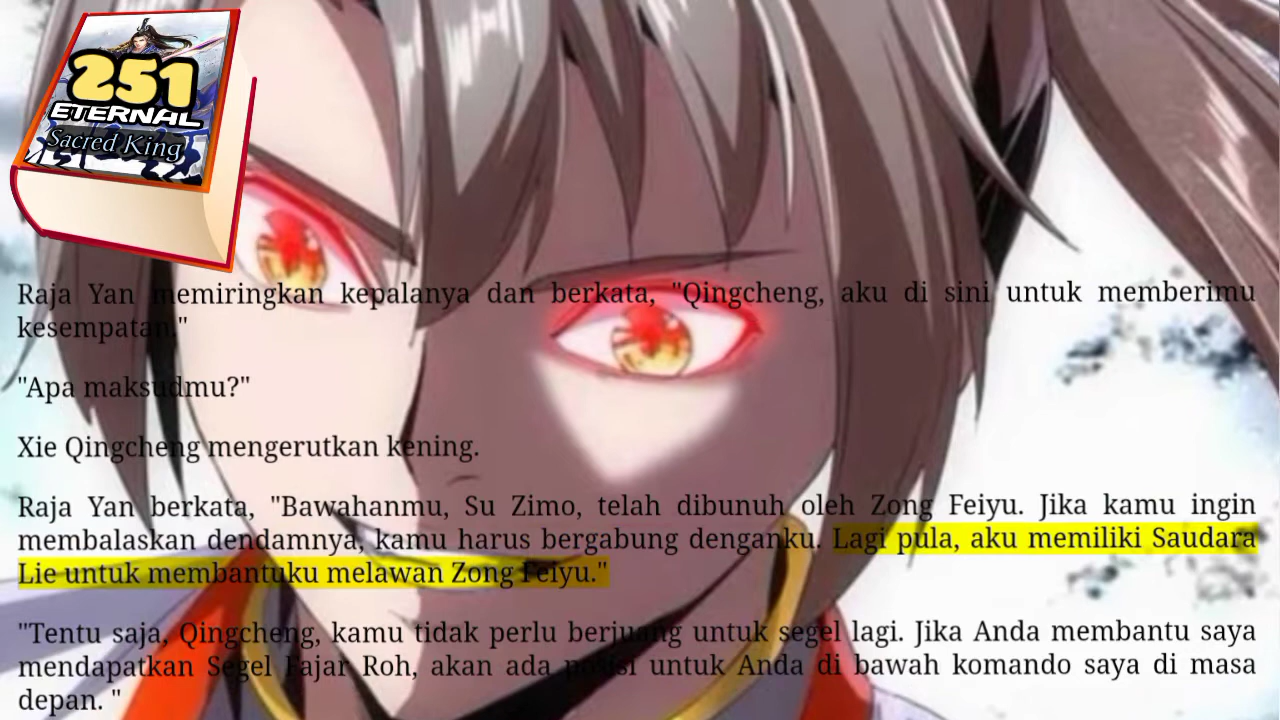 251
ETERNAL
Sacred King
Raja Yan memiringkan kepalanya dan berkata, "Qingcheng, aku di sini untuk memberimu
kesempatan."
"Apa maksudmu?"
Xie Qingcheng mengerutkan kening.
Raja Yan berkata, "Bawahanmu, Su Zimo, telah dibunuh oleh Zong Feiyu. Jika kamu ingin
membalaskan dendamnya, kamu harus bergabung denganku. Lagi pula, aku memiliki Saudara
Lie untuk membantuku melawan Zong Feiyu."
"Tentu saja, Qingcheng, kamu tidak perlu berjuang untuk segel lagi. Jika Anda membantu saya
mendapatkan Segel Fajar Roh, akan ada posisi untuk Anda di bawah komando saya di masa
depan. "